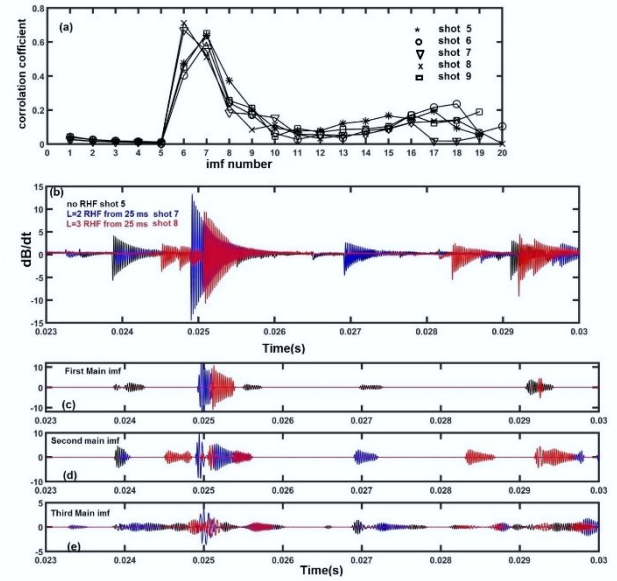 (a)
corrolation cofficient
0.8
0.6
0.4
0.2
0
shot 5
shot 6
shot 7
shot 8
shot 9
1 2 3 4 5 6 7 8 9 10 11 12 13 14 15 16 17 18 19 20
imf number
(b)
no RHF shot 5
L=2 RHF from 25 ms shot 7
L=3 RHF from 25 ms shot 8
dB/dt
15
10
5
0
-5
-10
-15
0.023 0.024 0.025 0.026 0.027 0.028 0.029 0.03
Time(s)
First Main imf
10
0
-10
(c)
0.023 0.024 0.025 0.026 0.027 0.028 0.029 0.03
Second main imf
10
0
-10
(d)
0.023 0.024 0.025 0.026 0.027 0.028 0.029 0.03
Third Main imf
5
0
-5
(e)
0.023 0.024 0.025 0.026 0.027 0.028 0.029 0.03
Time(s)